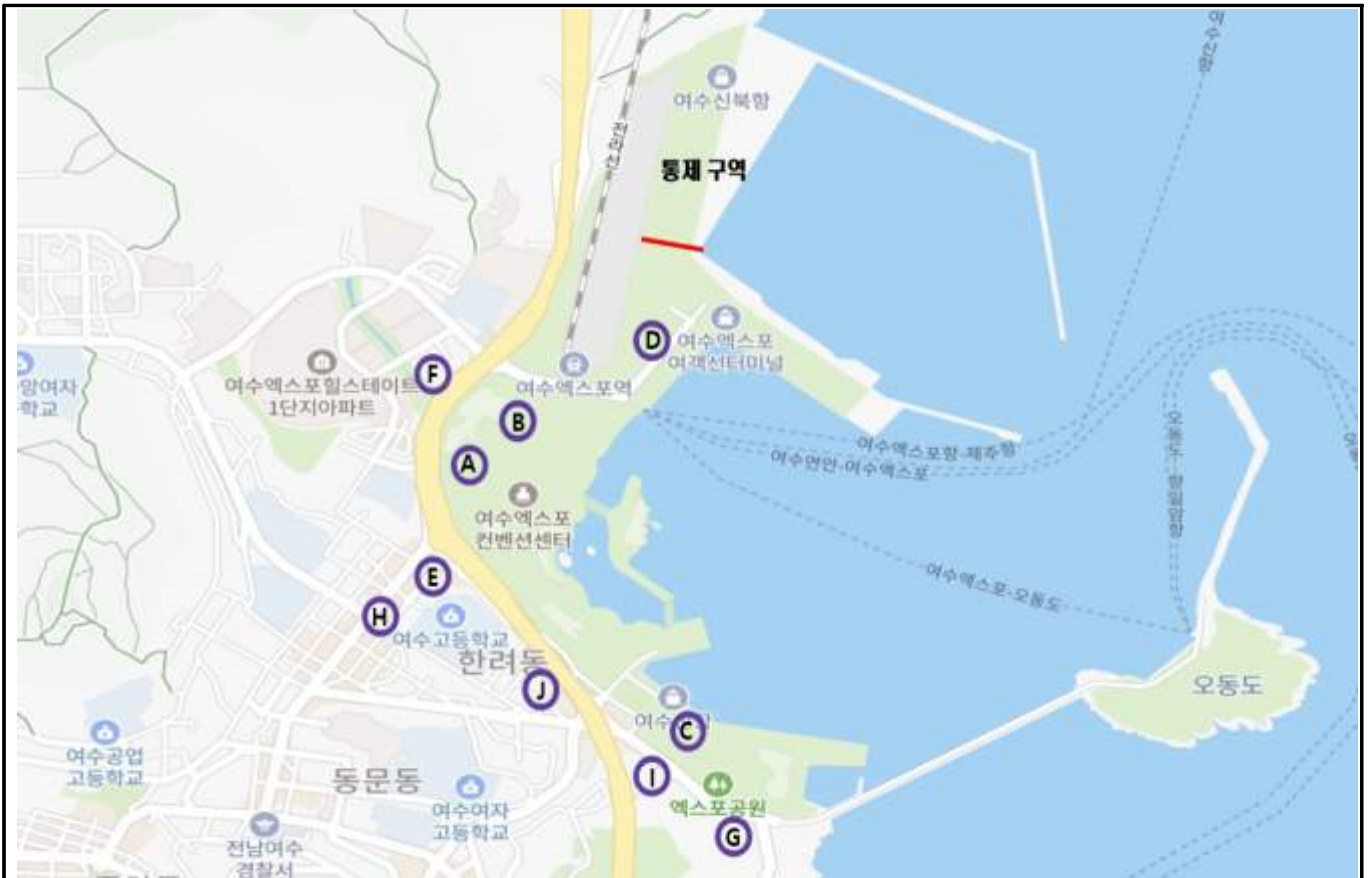 여수신항
여수신북항
전라선
통제 구역
D
여수엑스포
여객선터미널
F
여수엑스포힐스테이트
1단지아파트
여수엑스포역
B
A
여수엑스포항-제주항
여수연안-여수엑스포
오동도-향일암항
여수엑스포
컨벤션센터
E
여수엑스포-오동도
H
여수고등학교
한려동
J
오동도
C
여수공업
고등학교
동문동
I
여수여자
고등학교
엑스포공원
G
전남여수
경찰서